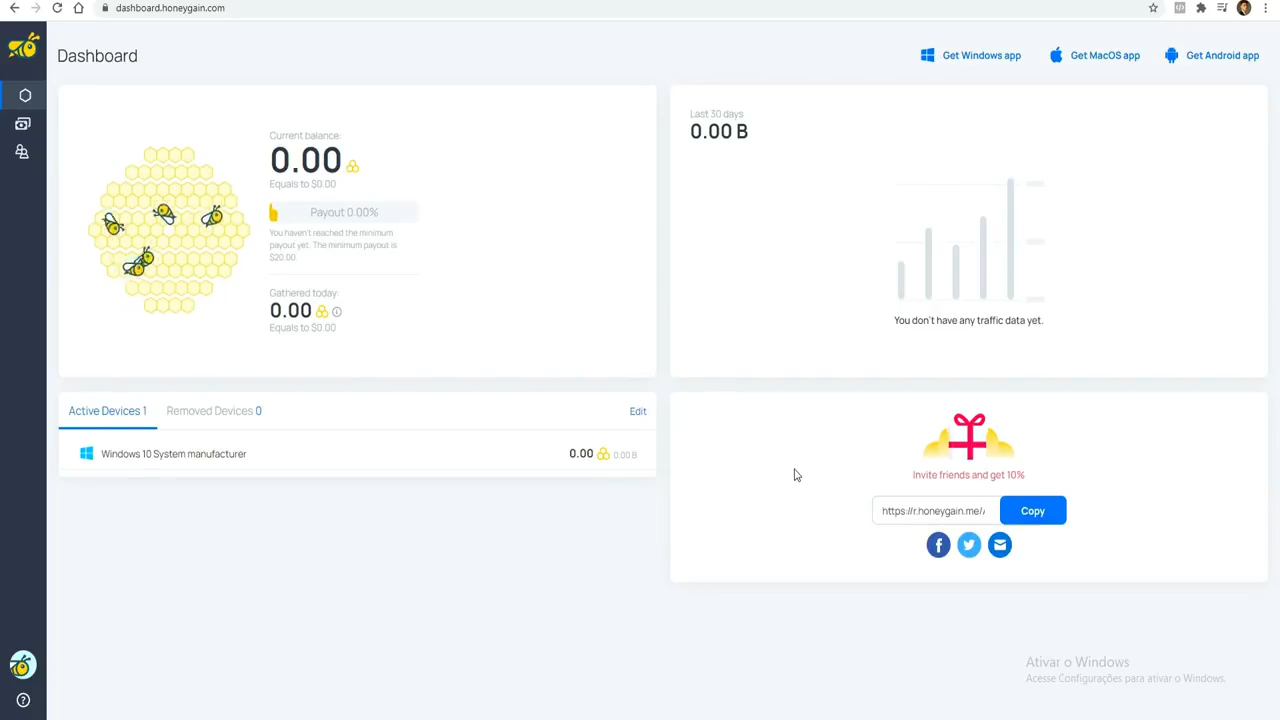 dashboard.honeygain.com
Dashboard
Get Windows app
Get MacOS app
Get Android app
Current balance:
0.00
Equals to $0.00
Payout 0.00%
You haven't reached the minimum
payout yet. The minimum payout is
$20.00.
Gathered today:
0.00
Equals to $0.00
Last 30 days
0.00 B
You don't have any traffic data yet.
Active Devices 1
Removed Devices 0
Edit
Windows 10 System manufacturer
0.00
0.00 B
Invite friends and get 10%
https://r.honeygain.me/
Copy
Ativar o Windows
Acesse Configurações para ativar o Windows.